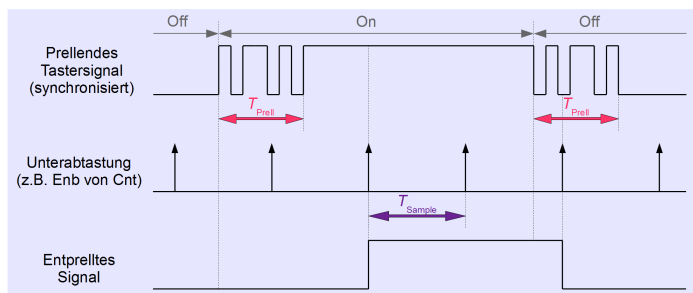 Off On Off
Prellendes
Tastersignal
(synchronisiert)
T Prell T Prell
Unterabtastung
(z.B. Enb von Cnt)
T Sample
Entprelltes
Signal